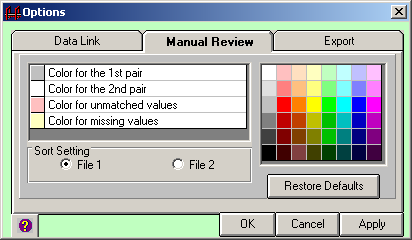 Options
Data Link
Manual Review
Export
Color for the 1st pair
Color for the 2nd pair
Color for unmatched values
Color for missing values
Sort Setting
File 1
File 2
Restore Defaults
?
OK
Cancel
Apply